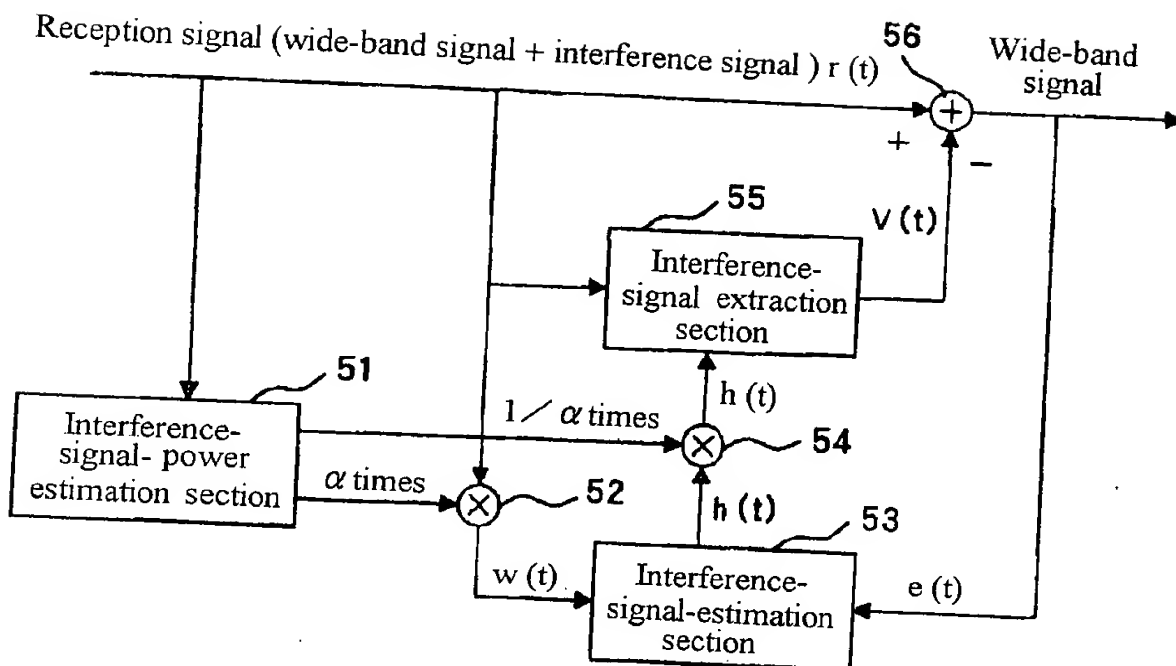 Reception signal (wide-band signal + interference signal ) r (t)
56
Wide-band
signal
+
+
−
55
V (t)
Interference-
signal extraction
section
51
h (t)
1／α times
54
Interference-
signal- power
estimation section
×
α times
×
52
h (t)
53
w (t)
Interference-
signal-estimation
section
e (t)